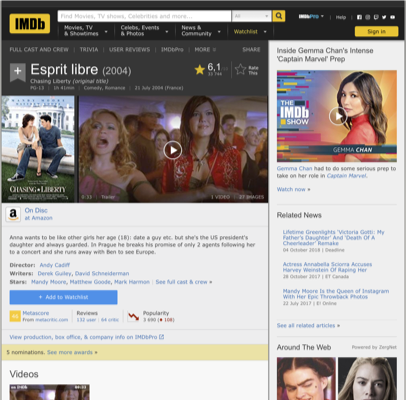 IMDb
Find Movies, TV shows, Celebrities and more...
All
IMDbPro
Help
Movies, TV & Showtimes
Celebs, Events & Photos
News & Community
Watchlist
Sign in
FULL CAST AND CREW | TRIVIA | USER REVIEWS | IMDbPro | MORE
SHARE
Esprit libre (2004)
Chasing Liberty (original title)
PG-13 | 1h 41min | Comedy, Romance | 21 July 2004 (France)
6,1
Rate This
CHASING LIBERTY
Trailer
1 VIDEO
IMAGES
On Disc
at Amazon
Anna wants to be like other girls her age (18): date a guy etc. but she's the US president's
daughter and always guarded. In Prague he breaks his promise of only 2 agents following her
to a concert and she runs away with Ben to see Europe.
Director: Andy Cadiff
Writers: Derek Guiley, David Schneiderman
Stars: Mandy Moore, Matthew Goode, Mark Harmon | See full cast & crew »
+ Add to Watchlist
Metascore
From metacritic.com
Reviews
132 user | 64 critic
Popularity
View production, box office, & company info on IMDbPro
5 nominations. See more awards »
Videos
Inside Gemma Chan's Intense
'Captain Marvel' Prep
THE
IMDb
SHOW
GEMMA CHAN
Gemma Chan had to do some serious prep to
take on her role in Captain Marvel.
Watch now »
Related News
Lifetime Greenlights 'Victoria Gotti: My
Father's Daughter' And 'Death Of A
Cheerleader' Remake
04 October 2018 | Deadline
Actress Annabella Sciorra Accuses
Harvey Weinstein Of Raping Her
28 October 2017 | ET Canada
Mandy Moore Is the Queen of Instagram
With Her Epic Throwback Photos
22 July 2017 | E! Online
See all related articles »
Around The Web
Powered by ZergNet